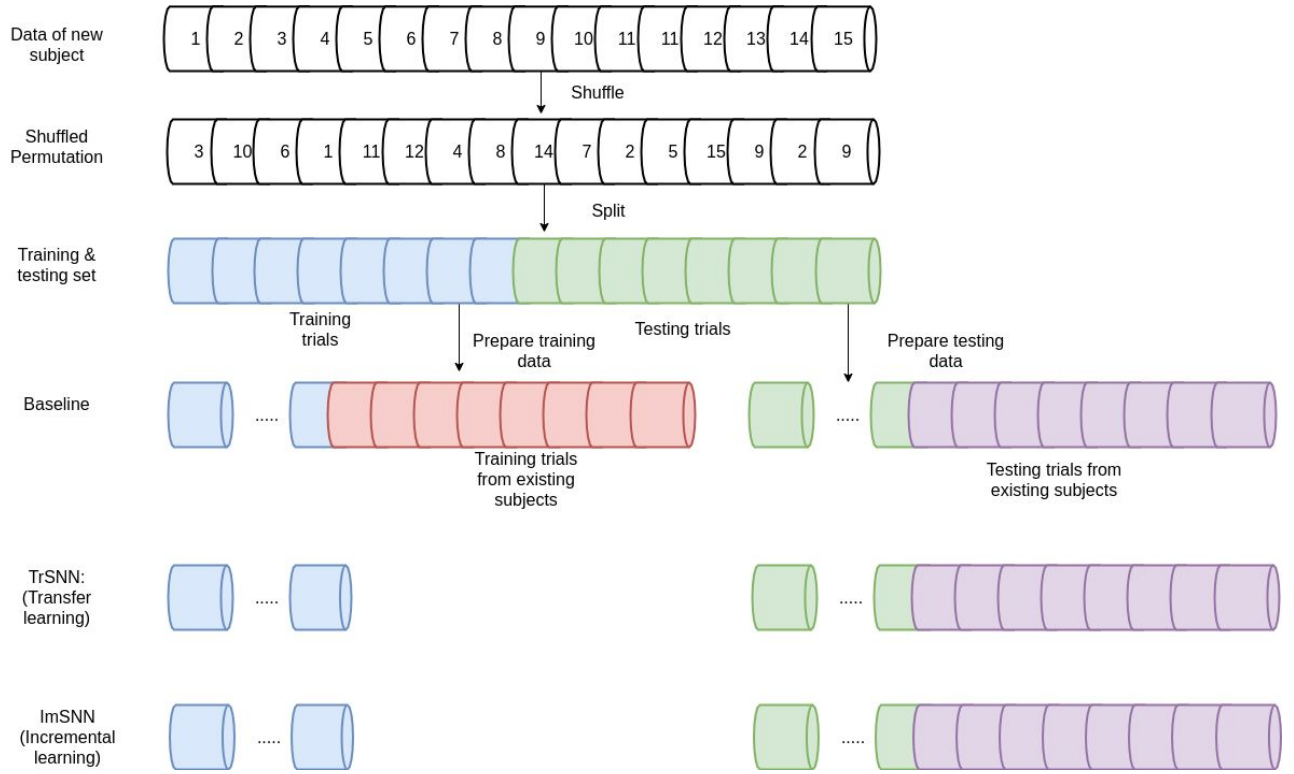 Data of new
subject
1 2 3 4 5 6 7 8 9 10 11 11 12 13 14 15
Shuffle
Shuffled
Permutation
3 10 6 1 11 12 4 8 14 7 2 5 15 9 2 9
Split
Training &
testing set
Training
trials
Testing trials
Prepare training
data
Prepare testing
data
Baseline
.....
.....
Training trials
from existing
subjects
Testing trials from
existing subjects
TrSNN:
(Transfer
learning)
.....
.....
ImSNN
(Incremental
learning)
.....
.....